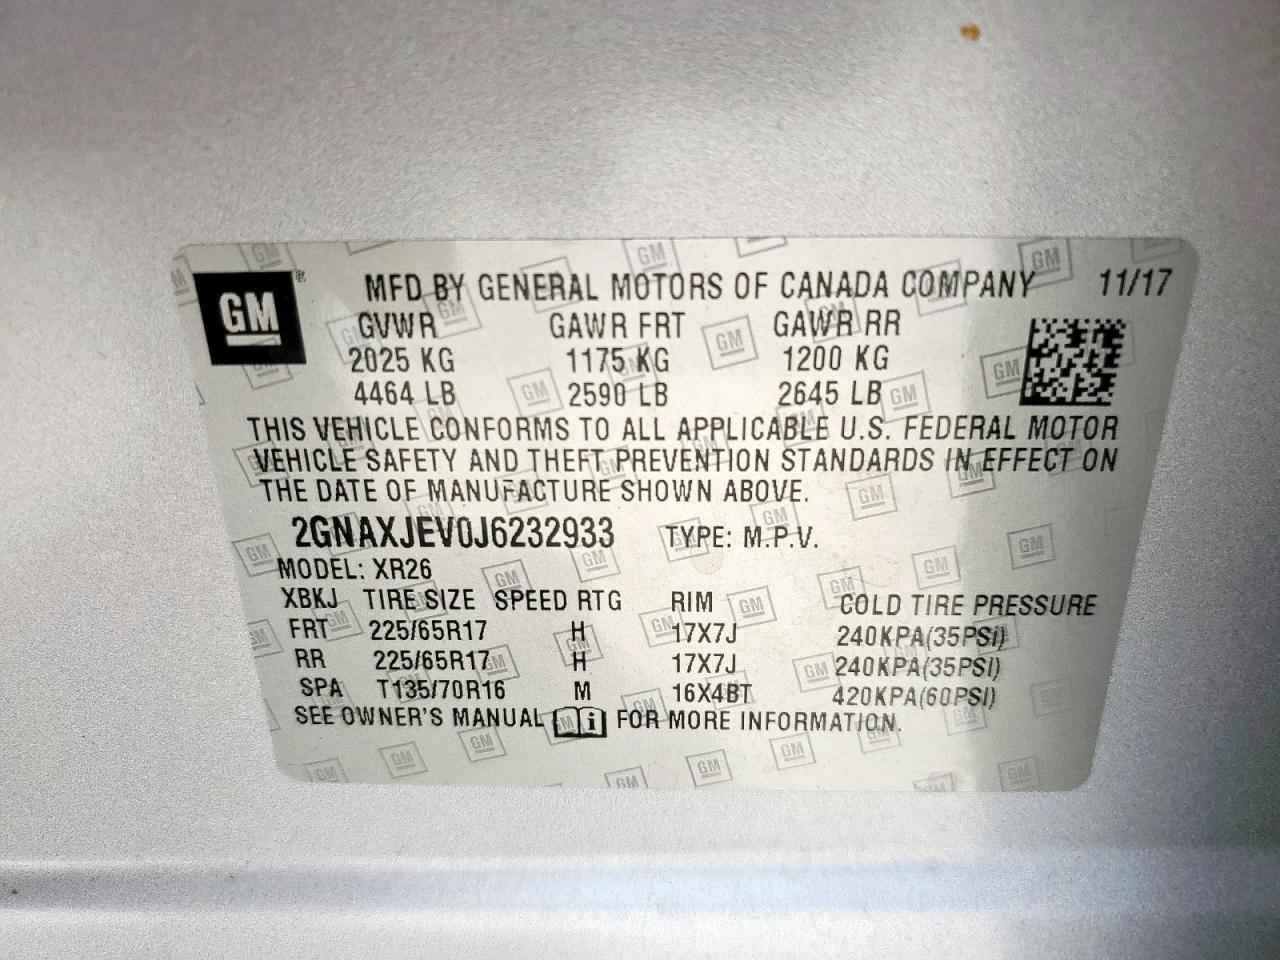 GM
MFD BY GENERAL MOTORS OF CANADA COMPANY 11/17
GVWR GAWR FRT GAWR RR
2025 KG 1175 KG 1200 KG
4464 LB 2590 LB 2645 LB
THIS VEHICLE CONFORMS TO ALL APPLICABLE U.S. FEDERAL MOTOR
VEHICLE SAFETY AND THEFT PREVENTION STANDARDS IN EFFECT ON
THE DATE OF MANUFACTURE SHOWN ABOVE.
2GNAXJEV0J6232933 TYPE: M.P.V.
MODEL: XR26
XBKJ TIRE SIZE SPEED RTG RIM COLD TIRE PRESSURE
FRT 225/65R17 H 17X7J 240KPA(35PSI)
RR 225/65R17 H 17X7J 240KPA(35PSI)
SPA T135/70R16 M 16X4BT 420KPA(60PSI)
SEE OWNER'S MANUAL i FOR MORE INFORMATION.